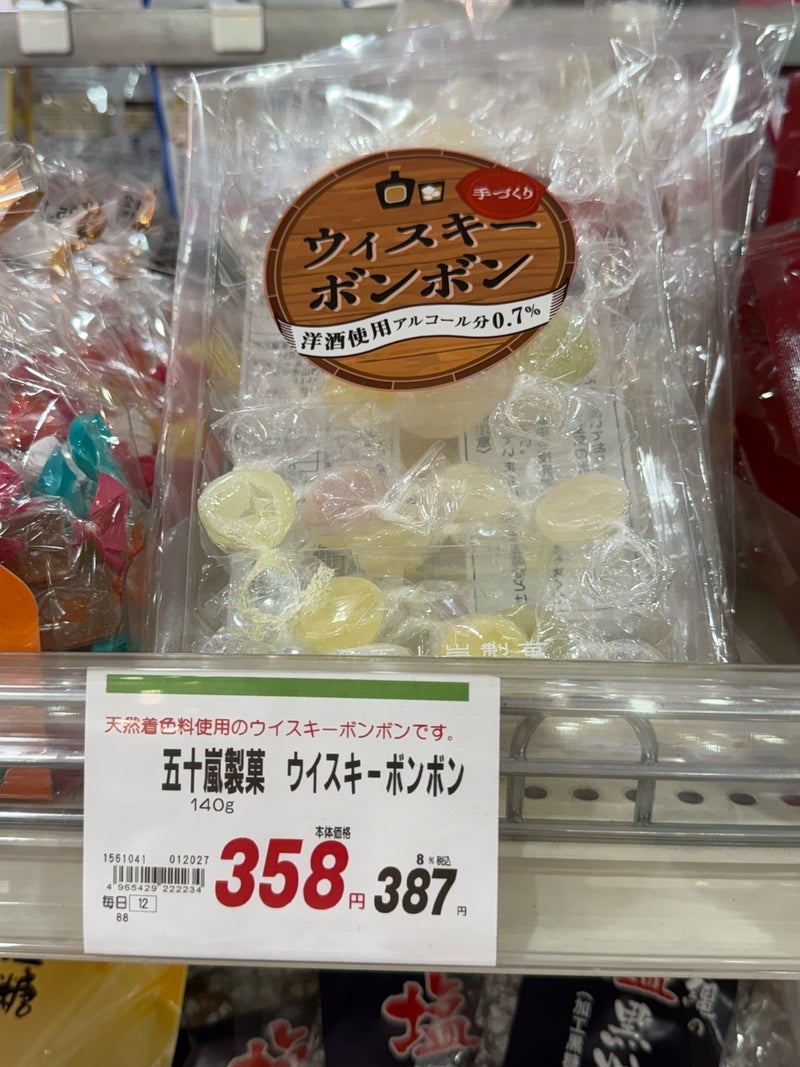 手づくり
ウィスキー
ボンボン
洋酒使用アルコール分0.7%
天然着色料使用のウイスキーボンボンです。
五十嵐製菓 ウイスキーボンボン
140g
本体価格
1561041 012027
358円
8%税込
387円
4 965429 222234
毎日 12
88
糖
塩
塩